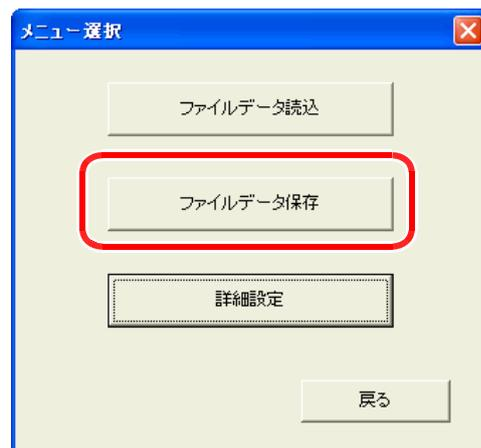 メニュー選択
ファイルデータ読込
ファイルデータ保存
詳細設定
戻る